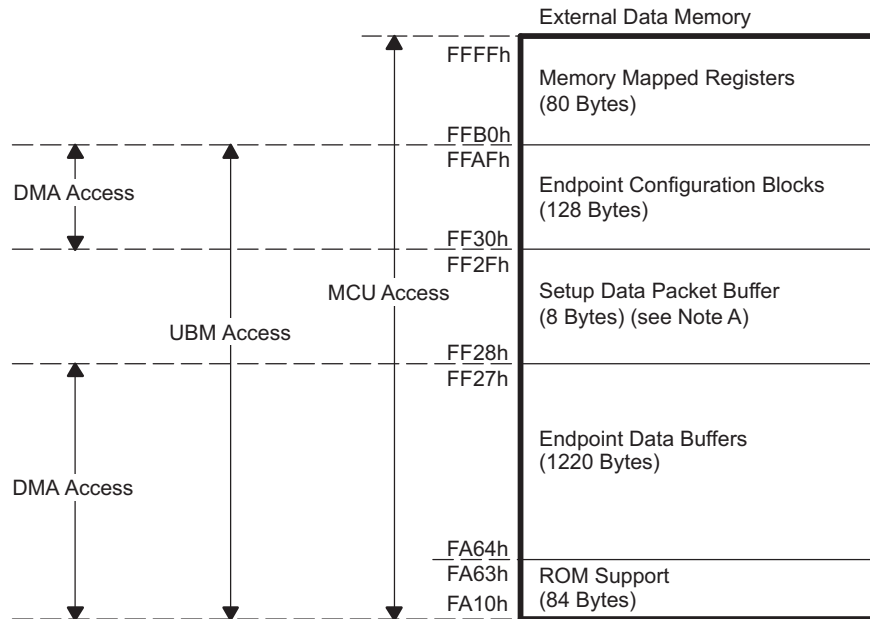 External Data Memory
FFFFh
Memory Mapped Registers
(80 Bytes)
FFB0h
FFAFh
DMA Access
Endpoint Configuration Blocks
(128 Bytes)
FF30h
FF2Fh
MCU Access
Setup Data Packet Buffer
(8 Bytes) (see Note A)
UBM Access
FF28h
FF27h
Endpoint Data Buffers
(1220 Bytes)
DMA Access
FA64h
FA63h
ROM Support
(84 Bytes)
FA10h